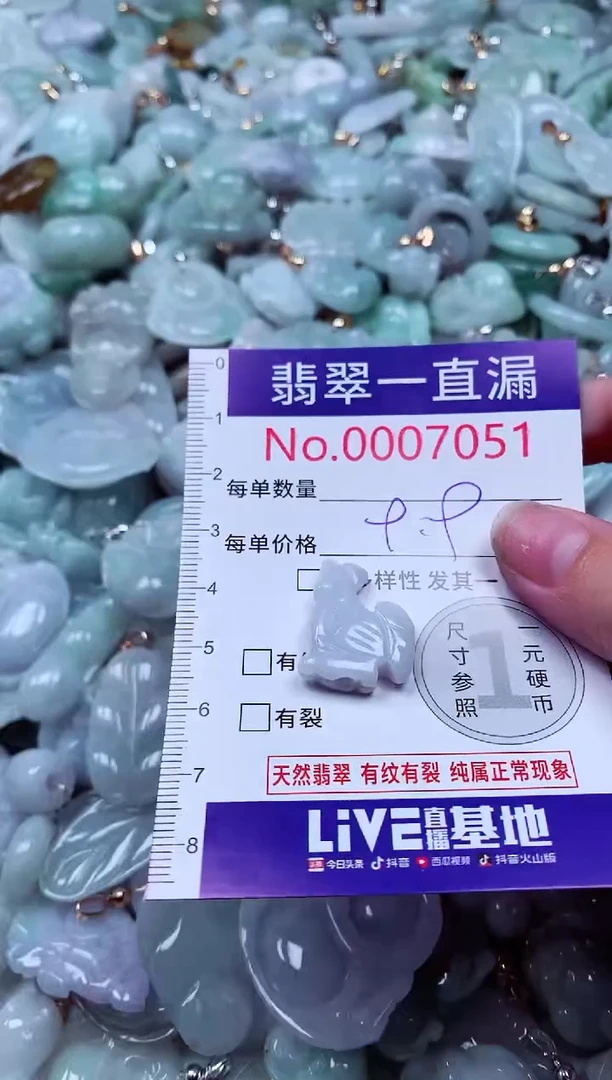 0
翡翠一直漏
1
No.0007051
2
每单数量
3
每单价格 9.9
4
样性 发其一
5
有
6
有裂
尺寸参照
1
一元硬币
7
天然翡翠 有纹有裂 纯属正常现象
8
LiVE直播基地
头条 今日头条 抖音 西瓜视频 抖音火山版